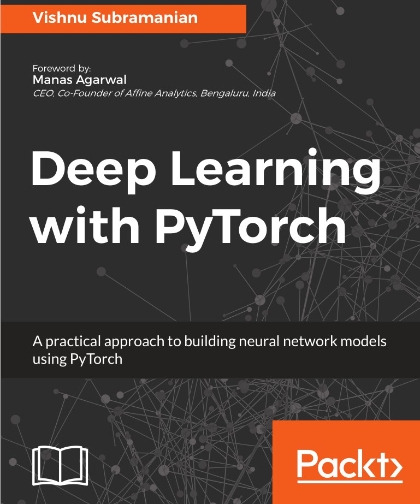 Vishnu Subramanian
Foreword by:
Manas Agarwal
CEO, Co-Founder of Affine Analytics, Bengaluru, India
Deep Learning
with PyTorch
A practical approach to building neural network models
using PyTorch
Packt>